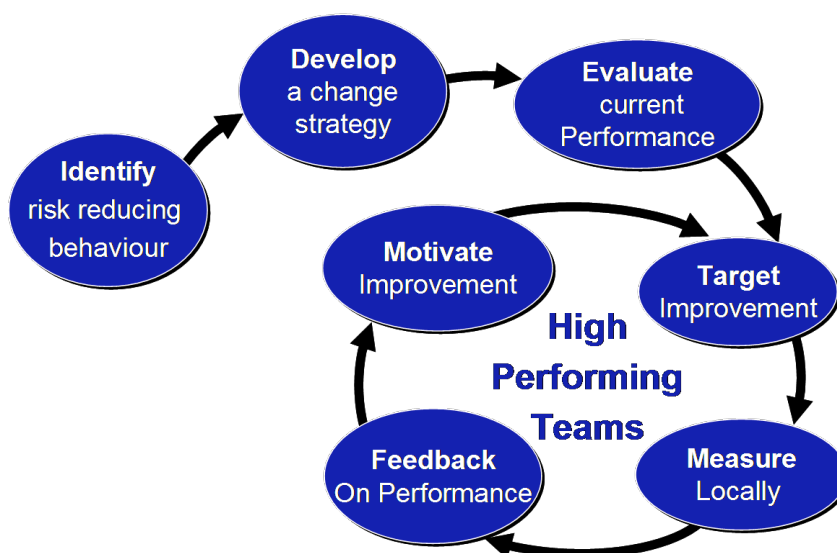 Identify
risk reducing
behaviour
Develop
a change
strategy
Evaluate
current
Performance
Target
Improvement
Measure
Locally
Feedback
On Performance
Motivate
Improvement
High
Performing
Teams